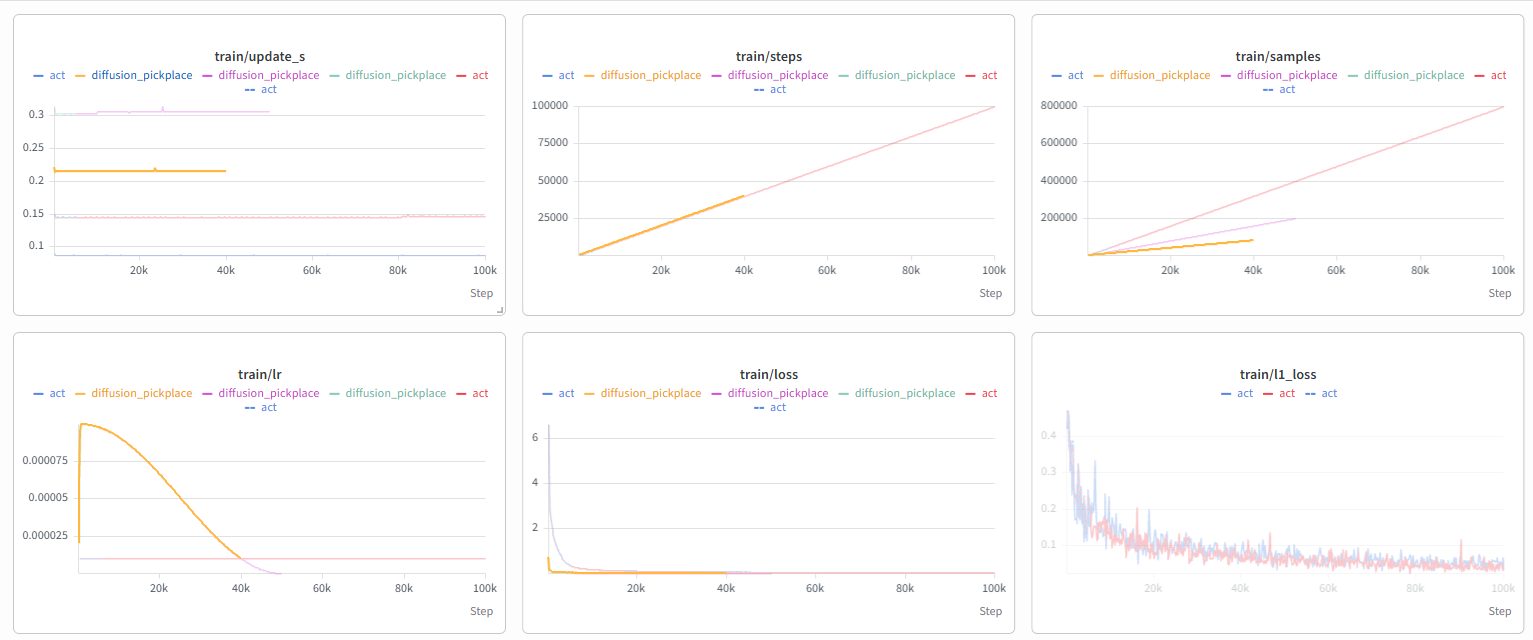 train/update_s
act diffusion_pickplace diffusion_pickplace diffusion_pickplace act
act
0.3
0.25
0.2
0.15
0.1
20k 40k 60k 80k 100k
Step
train/steps
act diffusion_pickplace diffusion_pickplace diffusion_pickplace act
act
100000
75000
50000
25000
20k 40k 60k 80k 100k
Step
train/samples
act diffusion_pickplace diffusion_pickplace diffusion_pickplace act
act
800000
600000
400000
200000
20k 40k 60k 80k 100k
Step
train/lr
act diffusion_pickplace diffusion_pickplace diffusion_pickplace act
act
0.000075
0.00005
0.000025
20k 40k 60k 80k 100k
Step
train/loss
act diffusion_pickplace diffusion_pickplace diffusion_pickplace act
act
6
4
2
20k 40k 60k 80k 100k
Step
train/l1_loss
act act act
0.4
0.3
0.2
0.1
20k 40k 60k 80k 100k
Step